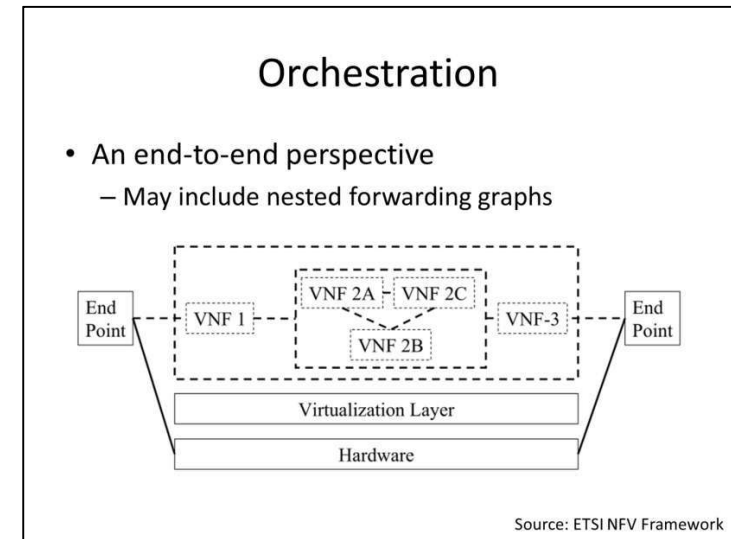 Orchestration
• An end-to-end perspective
– May include nested forwarding graphs
End
Point
VNF 1
VNF 2A
VNF 2C
VNF 2B
VNF-3
End
Point
Virtualization Layer
Hardware
Source: ETSI NFV Framework